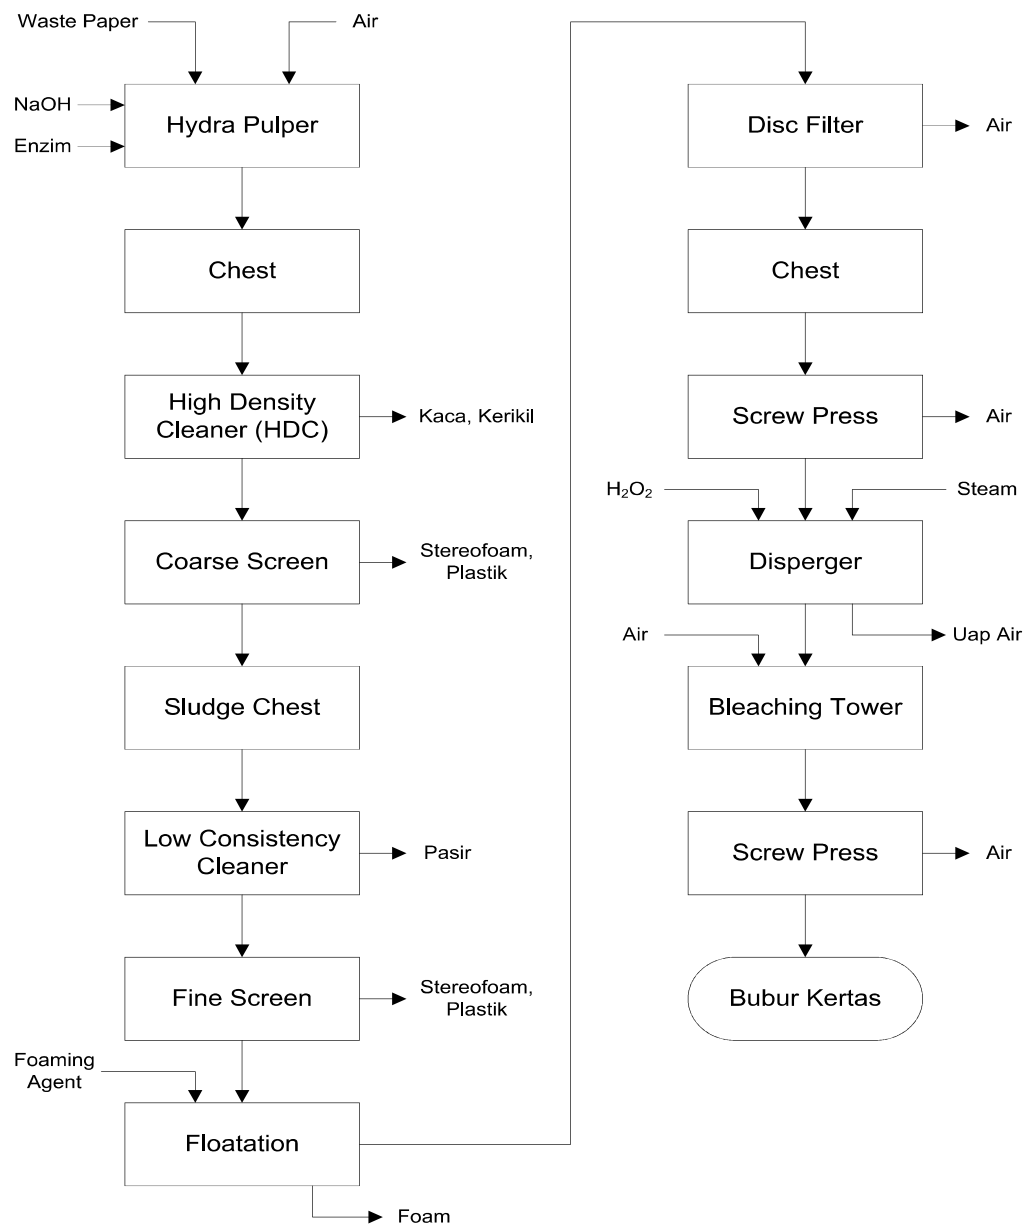 Waste Paper
Air
NaOH
Enzim
Hydra Pulper
Chest
High Density
Cleaner (HDC)
Kaca, Kerikil
Coarse Screen
Stereofoam,
Plastik
Sludge Chest
Low Consistency
Cleaner
Pasir
Fine Screen
Stereofoam,
Plastik
Foaming
Agent
Floatation
Foam
Disc Filter
Air
Chest
Screw Press
Air
H₂O₂
Steam
Disperger
Air
Uap Air
Bleaching Tower
Screw Press
Air
Bubur Kertas